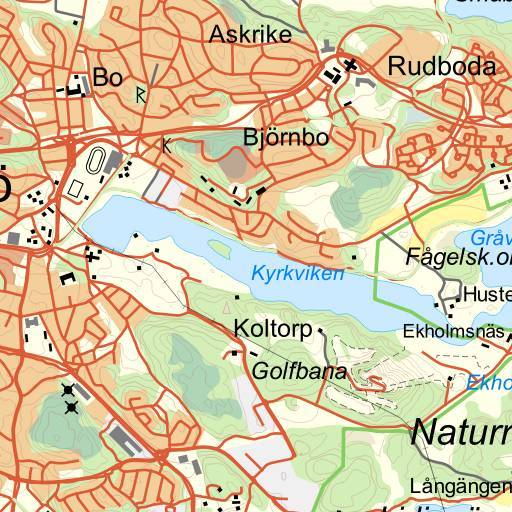 Askrike
Rudboda
Bo
R
Björnbo
K
Ö
Gråv
Fågelsk.o
Kyrkviken
Huste
Koltorp
Ekholmsnäs
Golfbana
Ekho
Naturr
Långängen